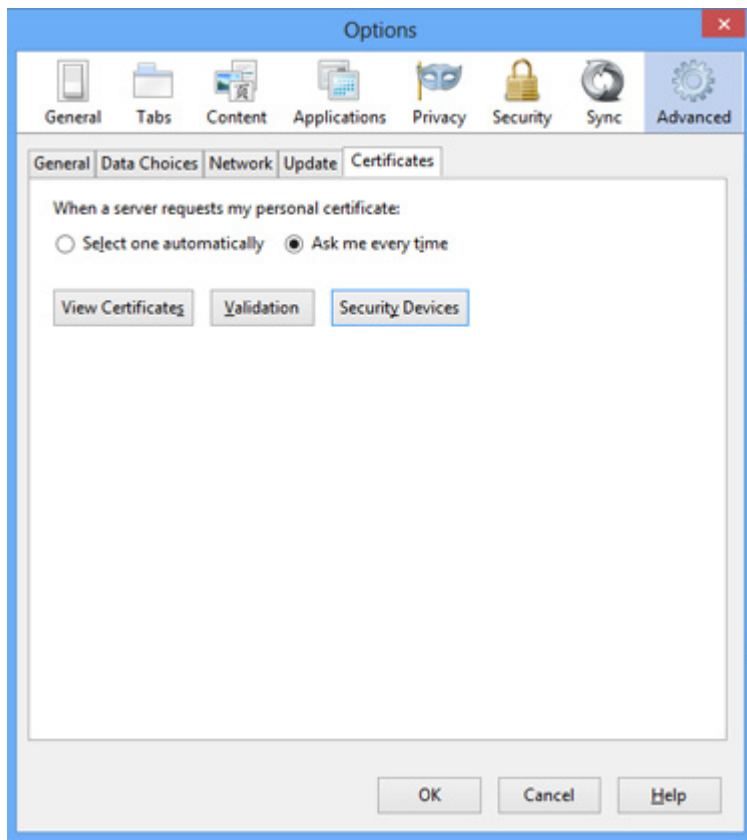 Options
General Tabs Content Applications Privacy Security Sync Advanced
General Data Choices Network Update Certificates
When a server requests my personal certificate:
Select one automatically Ask me every time
View Certificates Validation Security Devices
OK Cancel Help